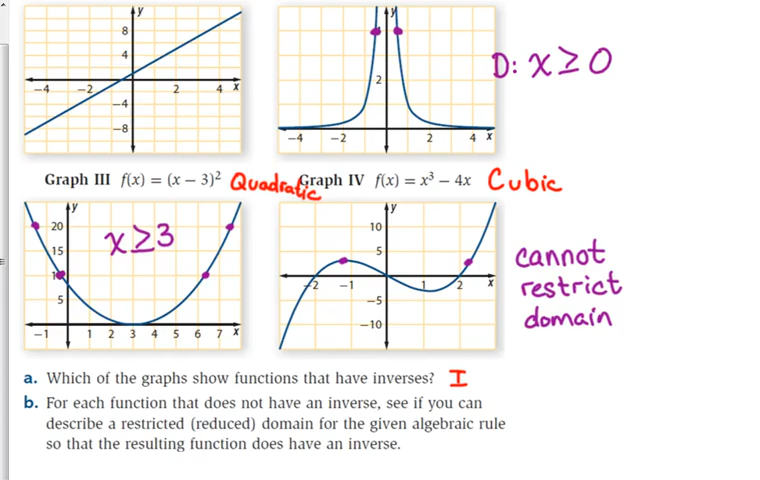 y
8
4
-4 -2 2 4 x
-4
-8
y
2
-4 -2 2 4 x
D: x ≥ 0
Graph III f(x) = (x − 3)² Quadratic
Graph IV f(x) = x³ − 4x Cubic
y
20
15
10
5
-1 1 2 3 4 5 6 7 x
x ≥ 3
y
10
5
-2 -1 1 2 x
-5
-10
cannot
restrict
domain
a. Which of the graphs show functions that have inverses? I
b. For each function that does not have an inverse, see if you can
describe a restricted (reduced) domain for the given algebraic rule
so that the resulting function does have an inverse.